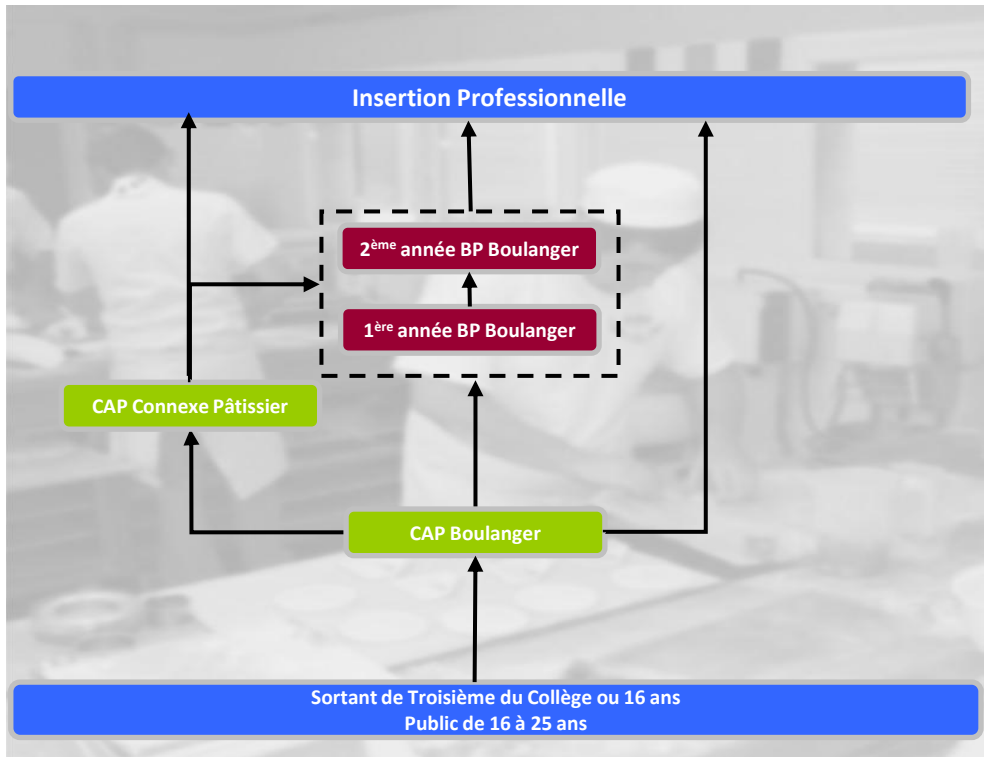 Insertion Professionnelle
2ème année BP Boulanger
1ère année BP Boulanger
CAP Connexe Pâtissier
CAP Boulanger
Sortant de Troisième du Collège ou 16 ans
Public de 16 à 25 ans